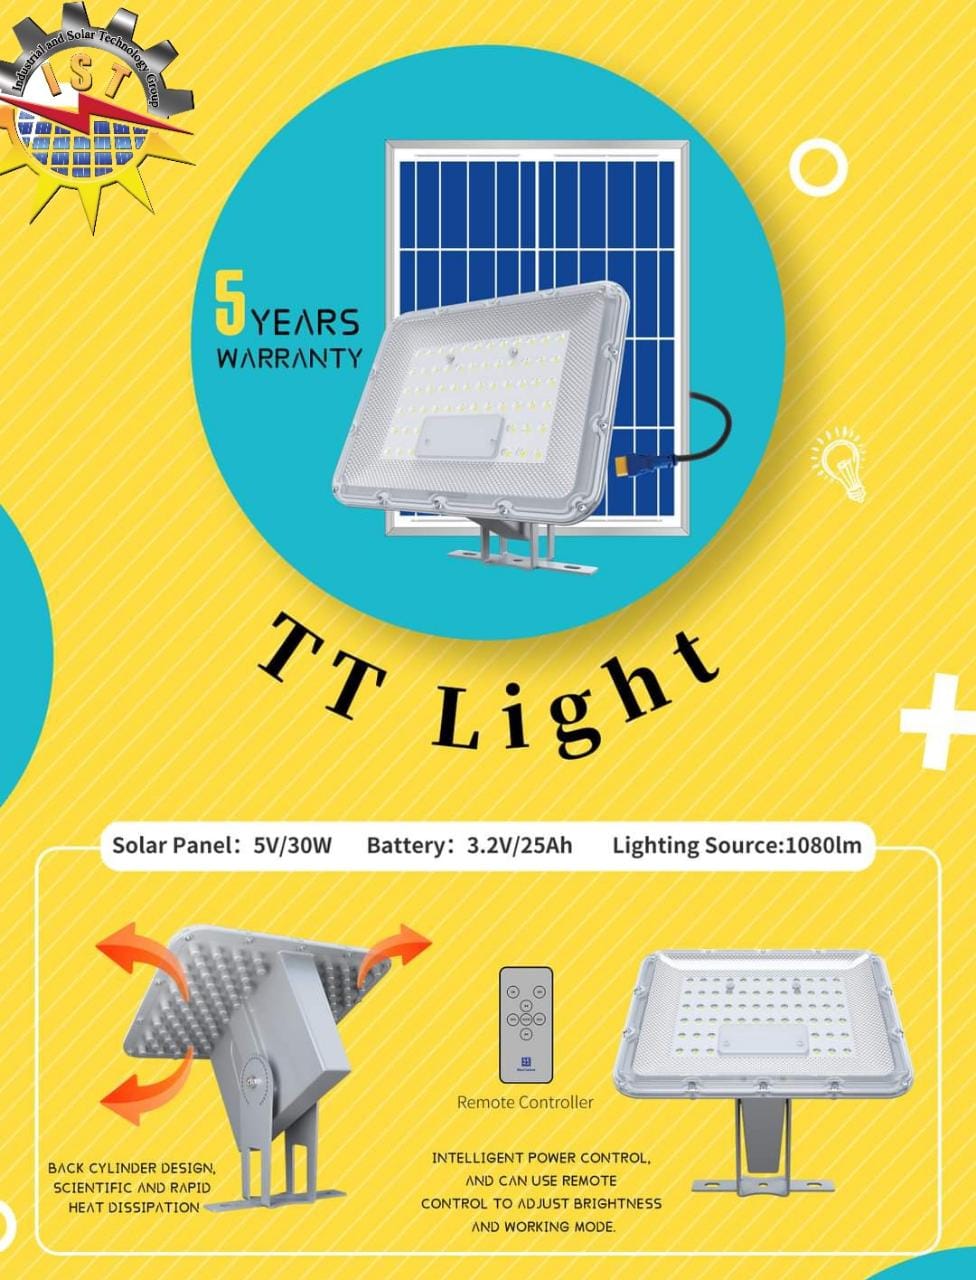 Industrial and Solar Technology Group
IST
5 YEARS
WARRANTY
TT Light
Solar Panel: 5V/30W Battery: 3.2V/25Ah Lighting Source:1080lm
Remote Controller
BACK CYLINDER DESIGN,
SCIENTIFIC AND RAPID
HEAT DISSIPATION
INTELLIGENT POWER CONTROL,
AND CAN USE REMOTE
CONTROL TO ADJUST BRIGHTNESS
AND WORKING MODE.